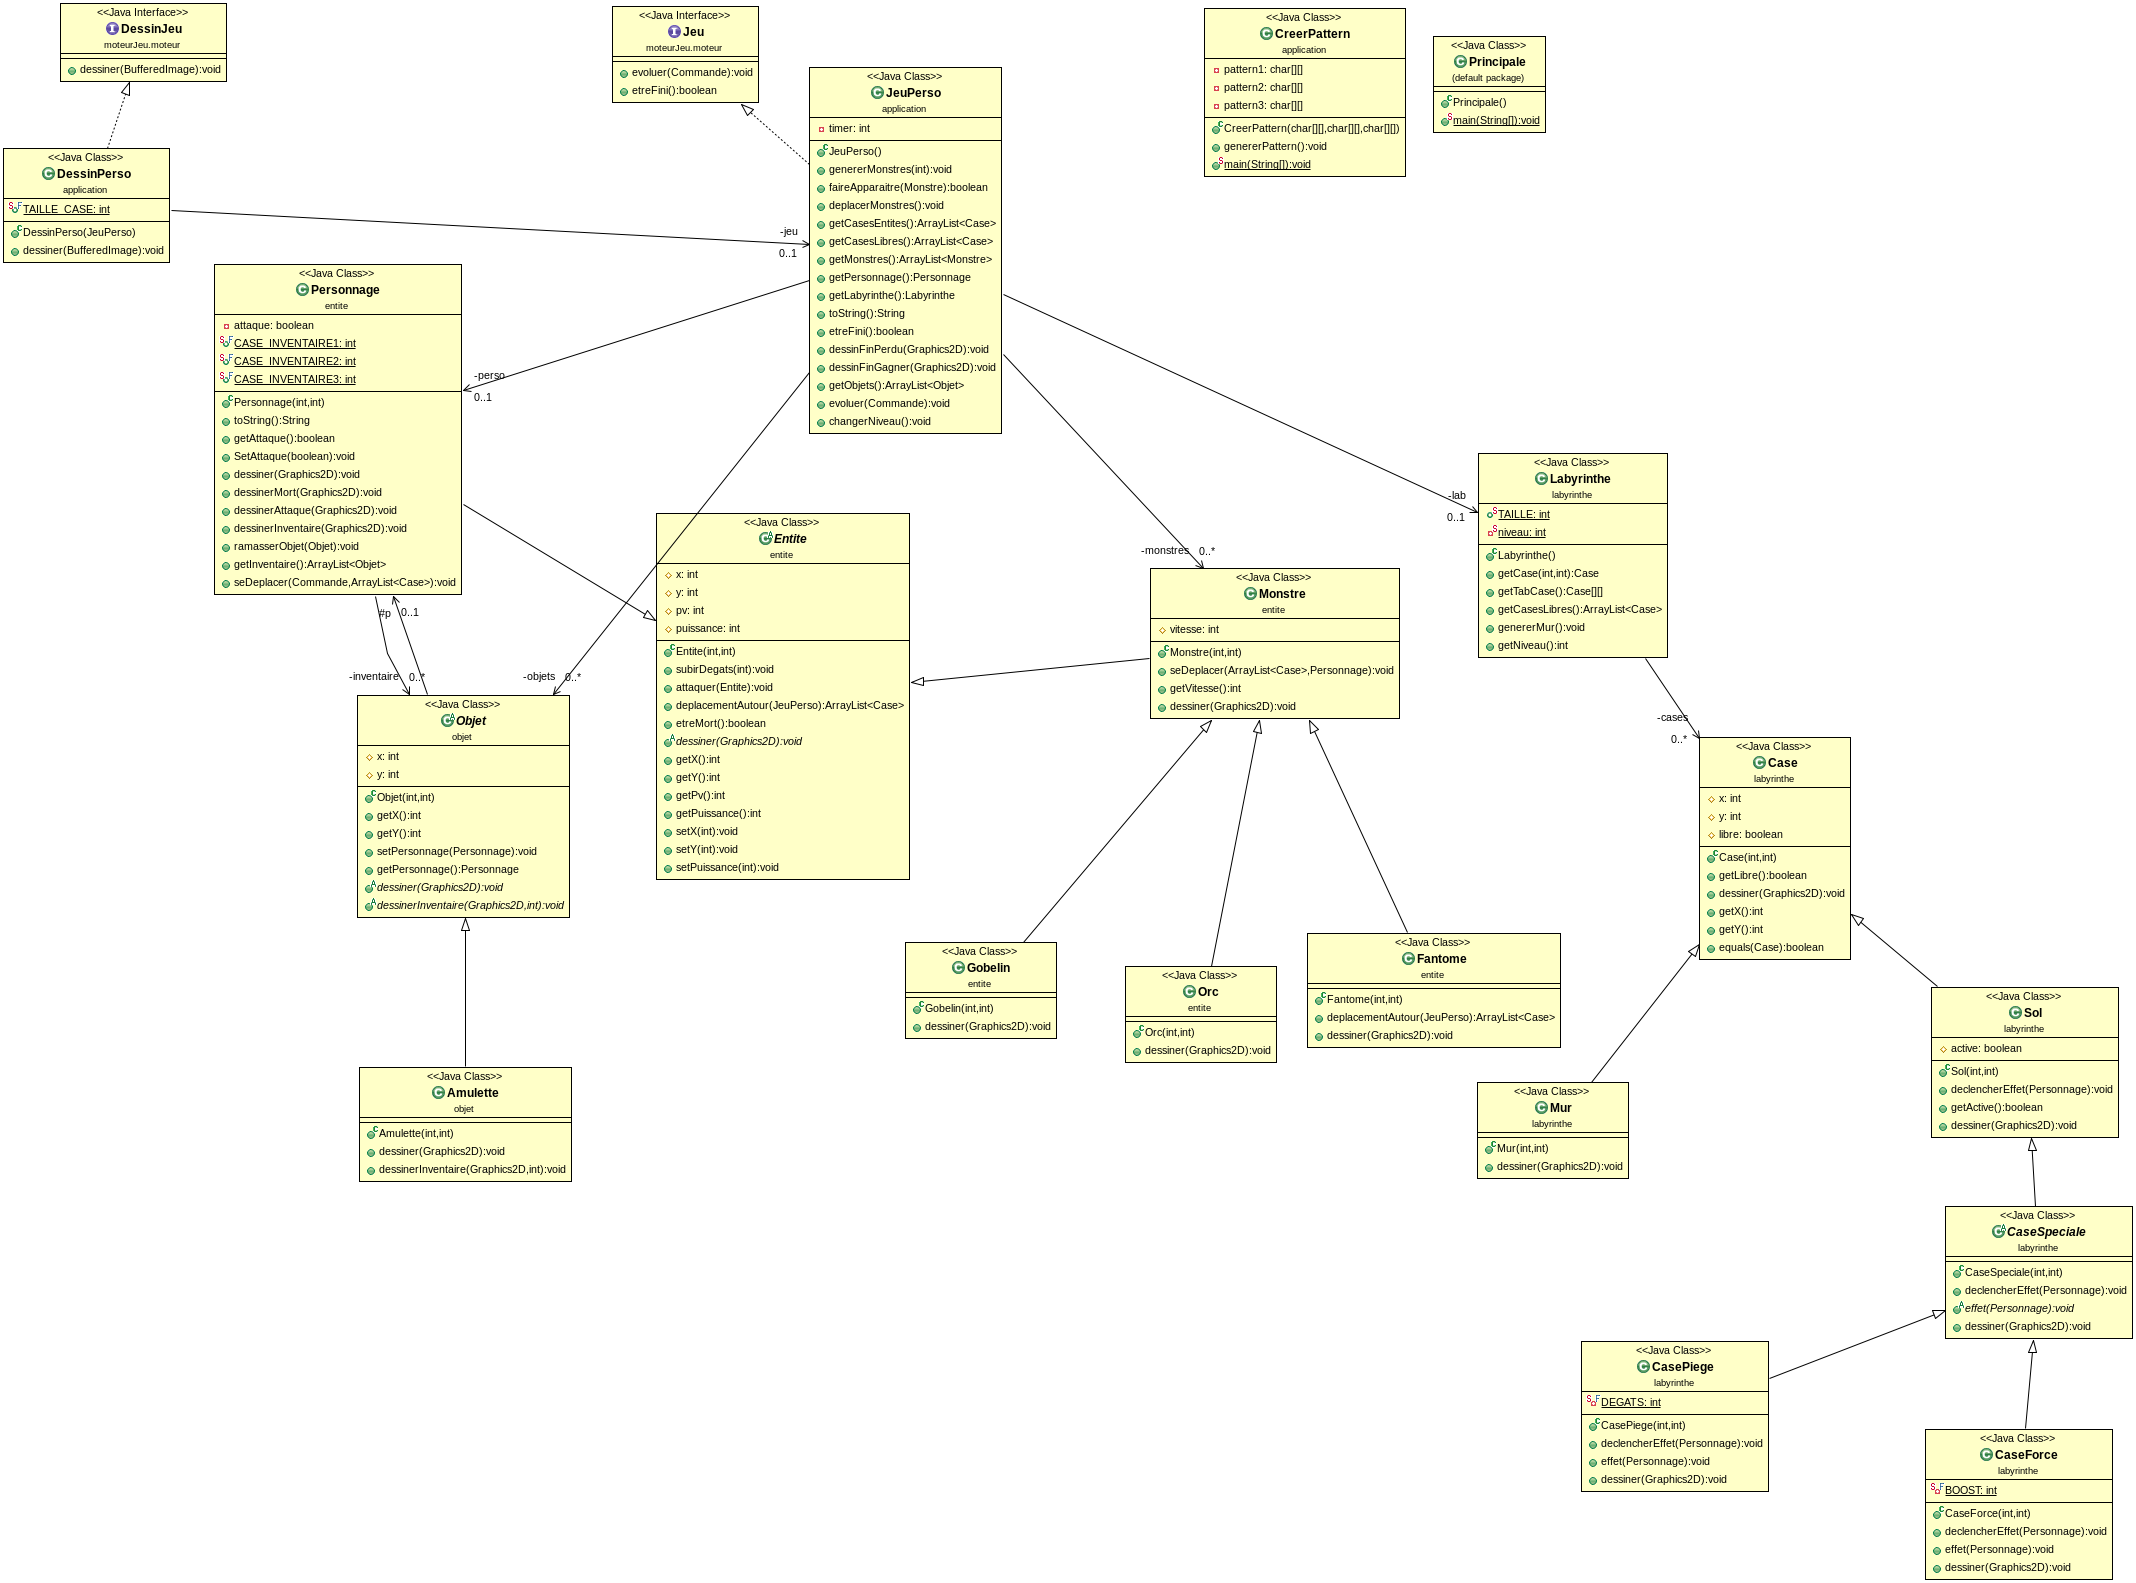 <<Java Interface>>
DessinJeu
moteurJeu.moteur
dessiner(BufferedImage):void
<<Java Interface>>
Jeu
moteurJeu.moteur
evoluer(Commande):void
etreFini():boolean
<<Java Class>>
CreerPattern
application
pattern1: char[][]
pattern2: char[][]
pattern3: char[][]
CreerPattern(char[][],char[][],char[][])
genererPattern():void
main(String[]):void
<<Java Class>>
Principale
(default package)
Principale()
main(String[]):void
<<Java Class>>
JeuPerso
application
timer: int
JeuPerso()
genererMonstres(int):void
faireApparaitre(Monstre):boolean
deplacerMonstres():void
getCasesEntites():ArrayList<Case>
getCasesLibres():ArrayList<Case>
getMonstres():ArrayList<Monstre>
getPersonnage():Personnage
getLabyrinthe():Labyrinthe
toString():String
etreFini():boolean
dessinFinPerdu(Graphics2D):void
dessinFinGagner(Graphics2D):void
getObjets():ArrayList<Objet>
evoluer(Commande):void
changerNiveau():void
<<Java Class>>
DessinPerso
application
TAILLE_CASE: int
DessinPerso(JeuPerso)
dessiner(BufferedImage):void
-jeu
0..1
<<Java Class>>
Personnage
entite
attaque: boolean
CASE_INVENTAIRE1: int
CASE_INVENTAIRE2: int
CASE_INVENTAIRE3: int
Personnage(int,int)
toString():String
getAttaque():boolean
SetAttaque(boolean):void
dessiner(Graphics2D):void
dessinerMort(Graphics2D):void
dessinerAttaque(Graphics2D):void
dessinerInventaire(Graphics2D):void
ramasserObjet(Objet):void
getInventaire():ArrayList<Objet>
seDeplacer(Commande,ArrayList<Case>):void
-perso
0..1
#p
0..1
-inventaire
0..*
-objets
0..*
<<Java Class>>
Entite
entite
x: int
y: int
pv: int
puissance: int
Entite(int,int)
subirDegats(int):void
attaquer(Entite):void
deplacementAutour(JeuPerso):ArrayList<Case>
etreMort():boolean
dessiner(Graphics2D):void
getX():int
getY():int
getPv():int
getPuissance():int
setX(int):void
setY(int):void
setPuissance(int):void
-monstres
0..*
<<Java Class>>
Monstre
entite
vitesse: int
Monstre(int,int)
seDeplacer(ArrayList<Case>,Personnage):void
getVitesse():int
dessiner(Graphics2D):void
-lab
0..1
<<Java Class>>
Labyrinthe
labyrinthe
TAILLE: int
niveau: int
Labyrinthe()
getCase(int,int):Case
getTabCase():Case[][]
getCasesLibres():ArrayList<Case>
genererMur():void
getNiveau():int
-cases
0..*
<<Java Class>>
Objet
objet
x: int
y: int
Objet(int,int)
getX():int
getY():int
setPersonnage(Personnage):void
getPersonnage():Personnage
dessiner(Graphics2D):void
dessinerInventaire(Graphics2D,int):void
<<Java Class>>
Case
labyrinthe
x: int
y: int
libre: boolean
Case(int,int)
getLibre():boolean
dessiner(Graphics2D):void
getX():int
getY():int
equals(Case):boolean
<<Java Class>>
Gobelin
entite
Gobelin(int,int)
dessiner(Graphics2D):void
<<Java Class>>
Orc
entite
Orc(int,int)
dessiner(Graphics2D):void
<<Java Class>>
Fantome
entite
Fantome(int,int)
deplacementAutour(JeuPerso):ArrayList<Case>
dessiner(Graphics2D):void
<<Java Class>>
Sol
labyrinthe
active: boolean
Sol(int,int)
declencherEffet(Personnage):void
getActive():boolean
dessiner(Graphics2D):void
<<Java Class>>
Amulette
objet
Amulette(int,int)
dessiner(Graphics2D):void
dessinerInventaire(Graphics2D,int):void
<<Java Class>>
Mur
labyrinthe
Mur(int,int)
dessiner(Graphics2D):void
<<Java Class>>
CaseSpeciale
labyrinthe
CaseSpeciale(int,int)
declencherEffet(Personnage):void
effet(Personnage):void
dessiner(Graphics2D):void
<<Java Class>>
CasePiege
labyrinthe
DEGATS: int
CasePiege(int,int)
declencherEffet(Personnage):void
effet(Personnage):void
dessiner(Graphics2D):void
<<Java Class>>
CaseForce
labyrinthe
BOOST: int
CaseForce(int,int)
declencherEffet(Personnage):void
effet(Personnage):void
dessiner(Graphics2D):void